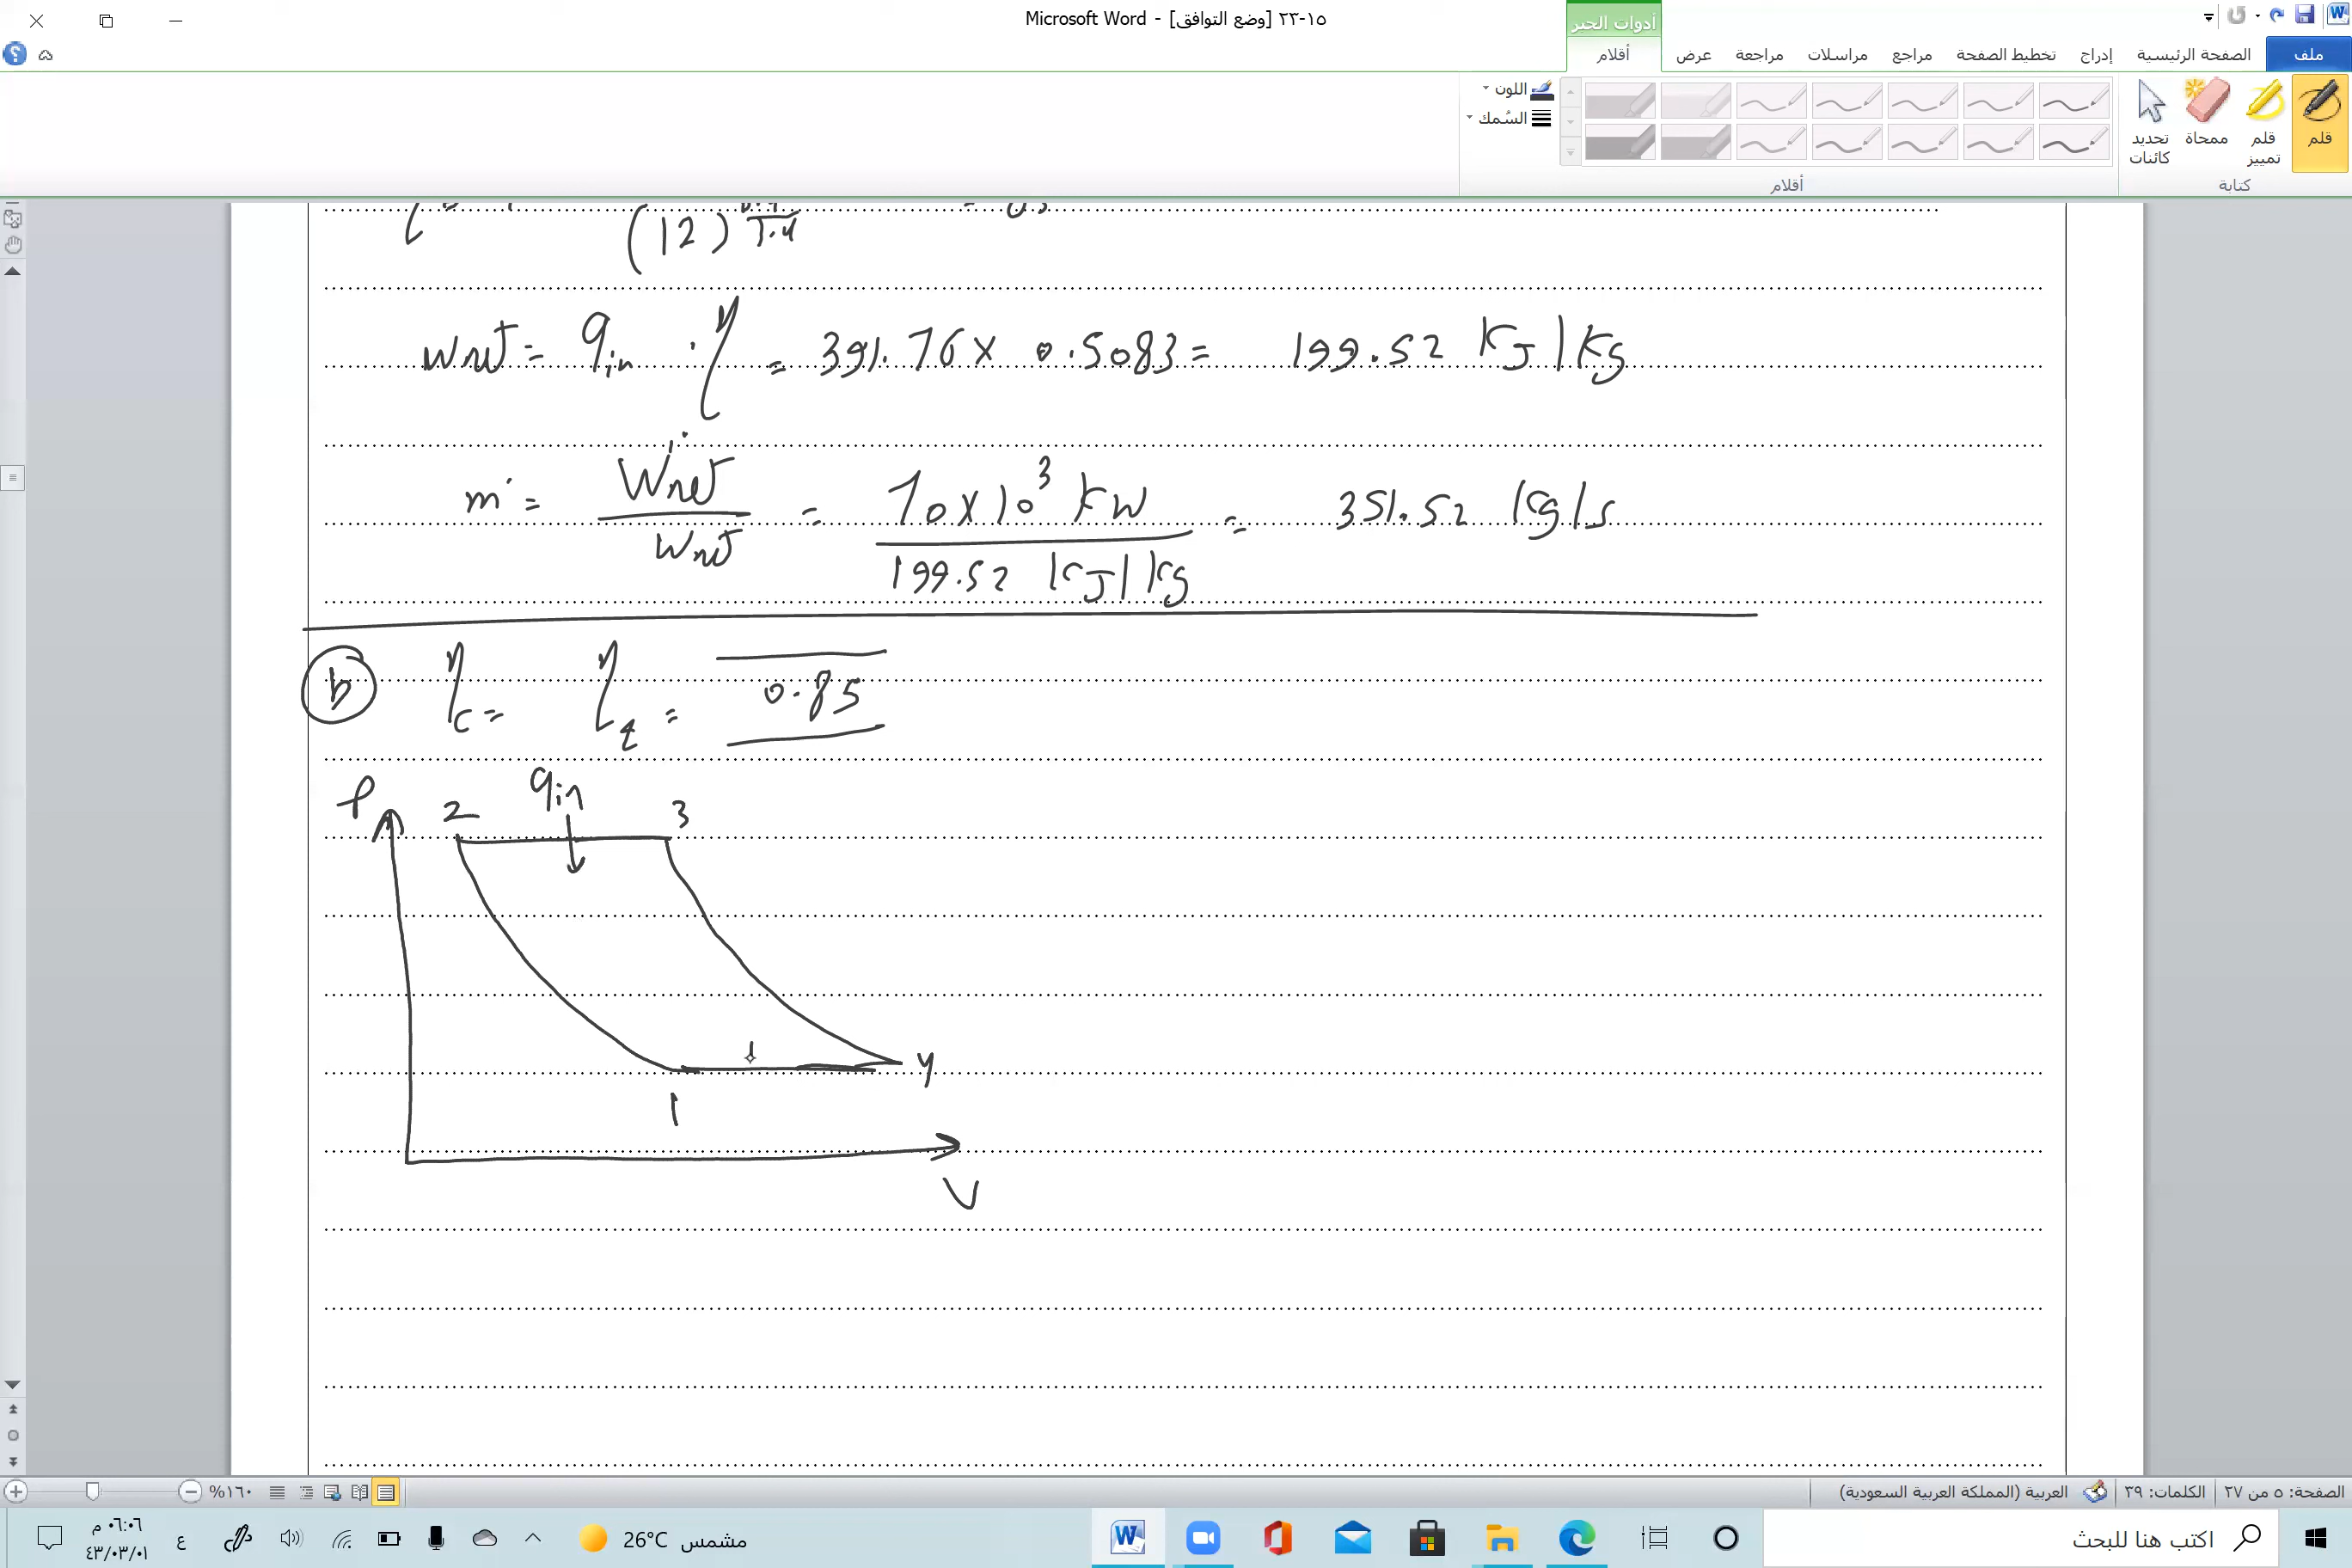 ١٥-٢٣ [وضع التوافق] - Microsoft Word
أدوات الحبر
ملف
الصفحة الرئيسية
إدراج
تخطيط الصفحة
مراجع
مراسلات
مراجعة
عرض
أقلام
قلم
قلم تمييز
ممحاة
تحديد كائنات
كتابة
اللون
السُمك
أقلام
(12)
Wnet = qin . η = 391.76 x 0.5083 = 199.52 KJ/Kg
m˙ = W˙net / wnet = 70 x 10³ KW / 199.52 KJ/Kg = 351.52 Kg/s
b ηc = ηt = 0.85
P
2
qin
3
4
1
V
الصفحة: ٥ من ٢٧
الكلمات: ٣٩
العربية (المملكة العربية السعودية)
١٦٠%
اكتب هنا للبحث
26°C مشمس
ع
٠٦:٠٦ م
٤٣/٠٣/٠١